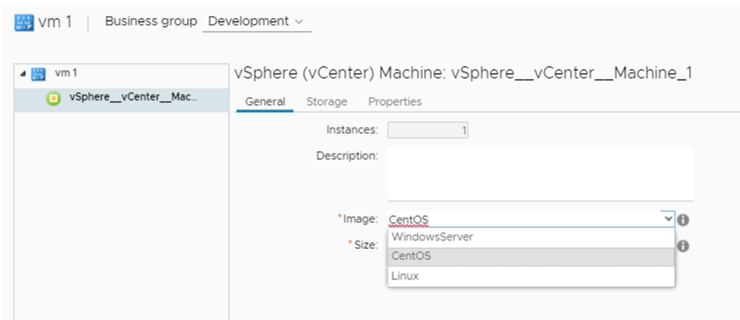 vm 1 Business group Development
vm 1
vSphere__vCenter__Mac...
vSphere (vCenter) Machine: vSphere__vCenter__Machine_1
General Storage Properties
Instances: 1
Description:
*Image: CentOS
WindowsServer
*Size:
CentOS
Linux